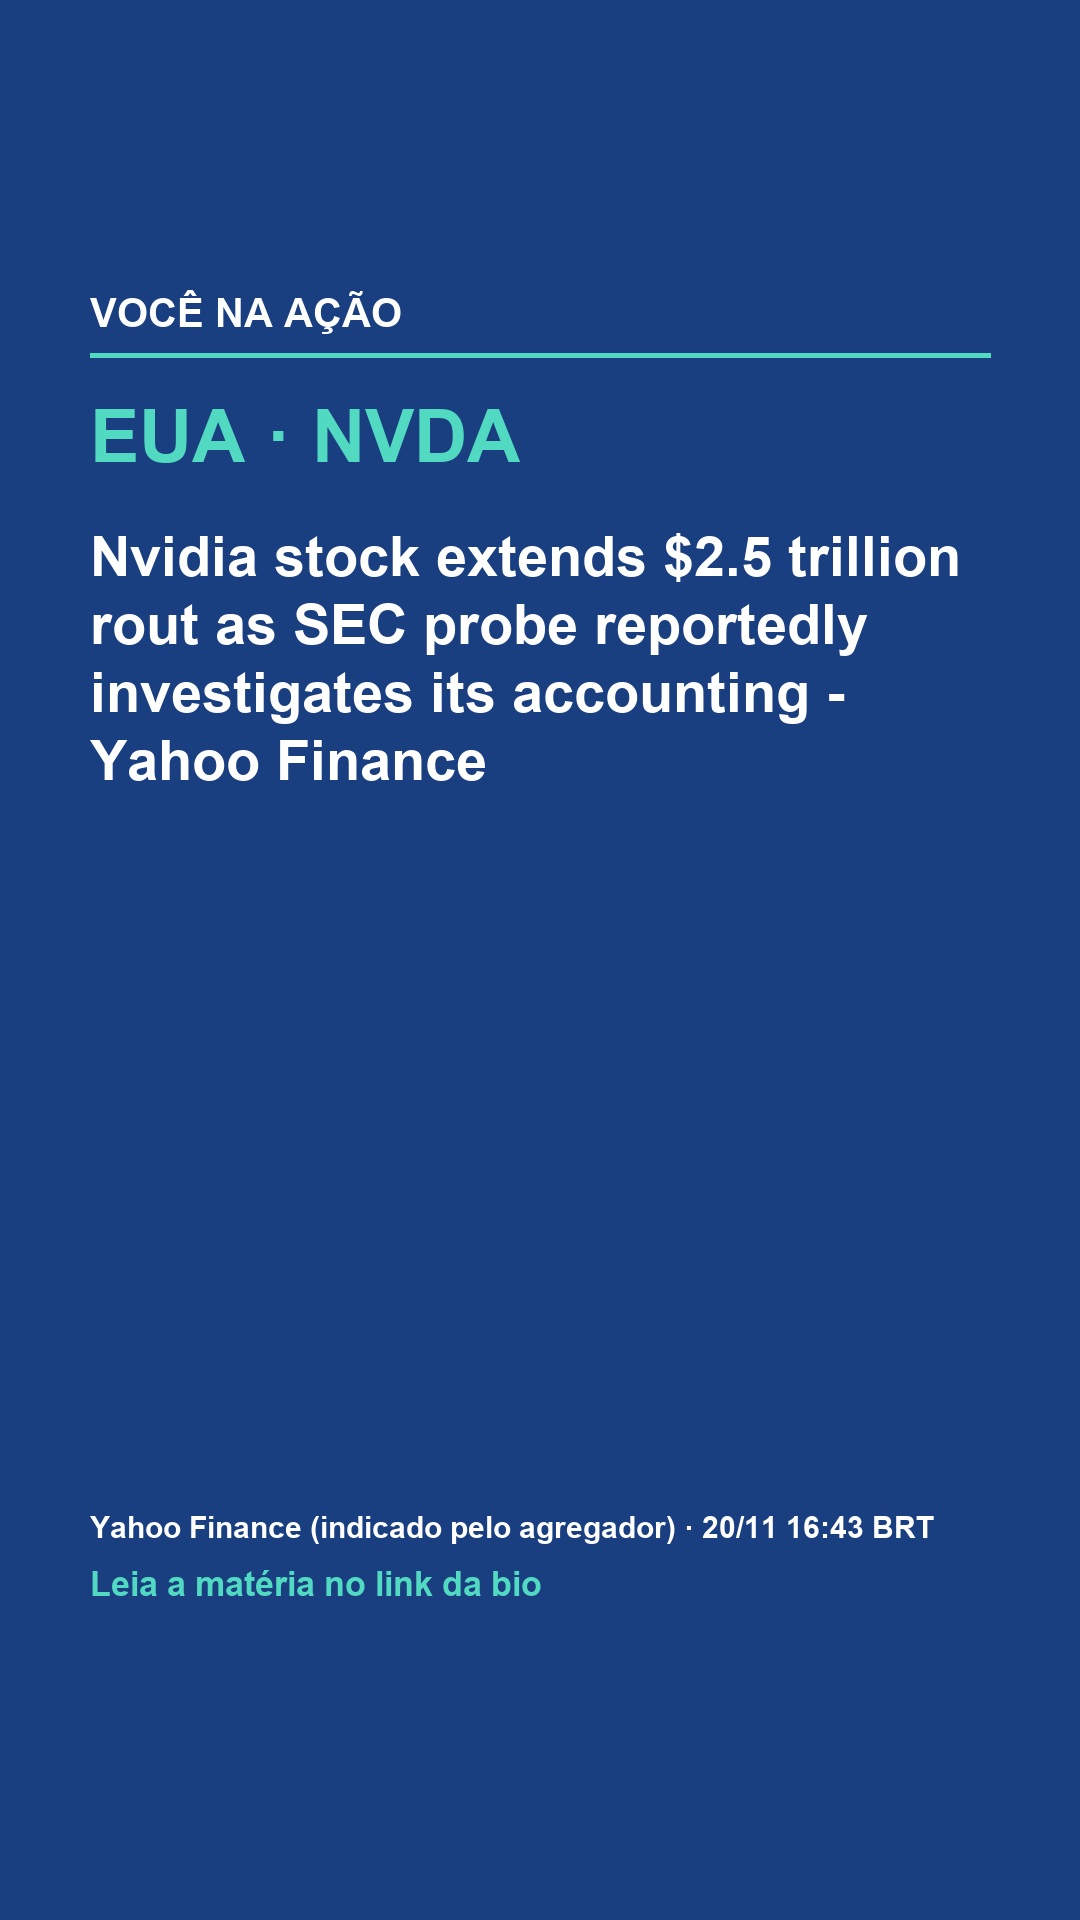 VOCÊ NA AÇÃO
EUA · NVDA
Nvidia stock extends $2.5 trillion
rout as SEC probe reportedly
investigates its accounting -
Yahoo Finance
Yahoo Finance (indicado pelo agregador) · 20/11 16:43 BRT
Leia a matéria no link da bio